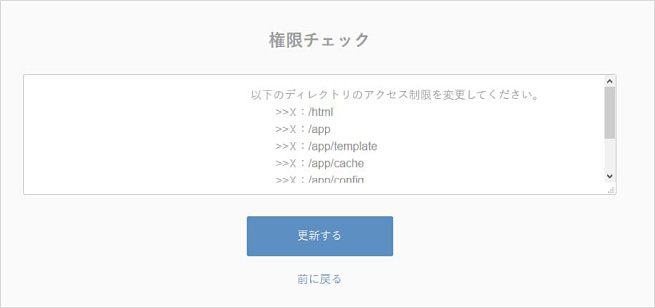 権限チェック
以下のディレクトリのアクセス制限を変更してください。
>>X：/html
>>X：/app
>>X：/app/template
>>X：/app/cache
>>X：/app/config
更新する
前に戻る